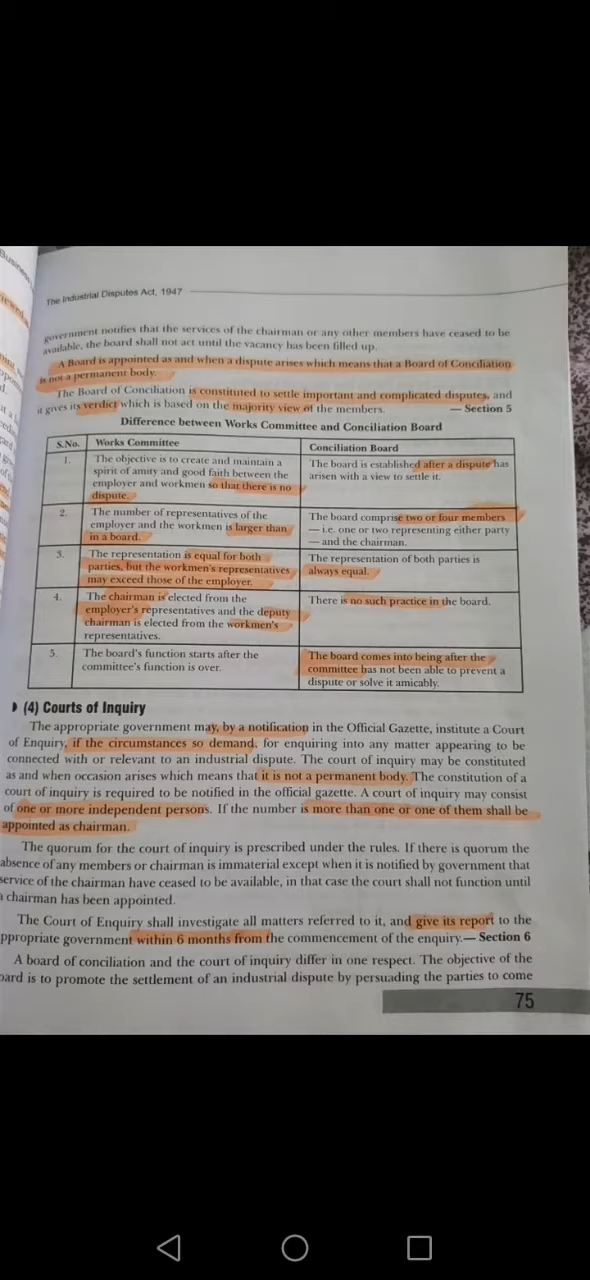 The Industrial Disputes Act, 1947
government notifies that the services of the chairman or any other members have ceased to be
available, the board shall not act until the vacancy has been filled up.
A Board is appointed as and when a dispute arises which means that a Board of Conciliation
is not a permanent body.
The Board of Conciliation is constituted to settle important and complicated disputes, and
it gives its verdict which is based on the majority view of the members. — Section 5
Difference between Works Committee and Conciliation Board
S.No. Works Committee Conciliation Board
1. The objective is to create and maintain a
spirit of amity and good faith between the
employer and workmen so that there is no
dispute.
The board is established after a dispute has
arisen with a view to settle it.
2. The number of representatives of the
employer and the workmen is larger than
in a board.
The board comprise two or four members
— i.e. one or two representing either party
— and the chairman.
3. The representation is equal for both
parties, but the workmen's representatives
may exceed those of the employer.
The representation of both parties is
always equal.
4. The chairman is elected from the
employer's representatives and the deputy
chairman is elected from the workmen's
representatives.
There is no such practice in the board.
5. The board's function starts after the
committee's function is over.
The board comes into being after the
committee has not been able to prevent a
dispute or solve it amicably.
(4) Courts of Inquiry
The appropriate government may, by a notification in the Official Gazette, institute a Court
of Enquiry, if the circumstances so demand, for enquiring into any matter appearing to be
connected with or relevant to an industrial dispute. The court of inquiry may be constituted
as and when occasion arises which means that it is not a permanent body. The constitution of a
court of inquiry is required to be notified in the official gazette. A court of inquiry may consist
of one or more independent persons. If the number is more than one or one of them shall be
appointed as chairman.
The quorum for the court of inquiry is prescribed under the rules. If there is quorum the
absence of any members or chairman is immaterial except when it is notified by government that
service of the chairman have ceased to be available, in that case the court shall not function until
a chairman has been appointed.
The Court of Enquiry shall investigate all matters referred to it, and give its report to the
ppropriate government within 6 months from the commencement of the enquiry.— Section 6
A board of conciliation and the court of inquiry differ in one respect. The objective of the
oard is to promote the settlement of an industrial dispute by persuading the parties to come
75